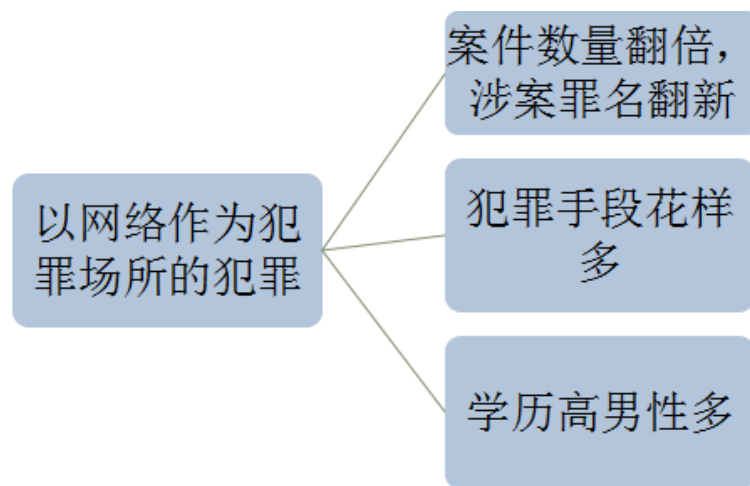 案件数量翻倍，
涉案罪名翻新
以网络作为犯
罪场所的犯罪
犯罪手段花样
多
学历高男性多